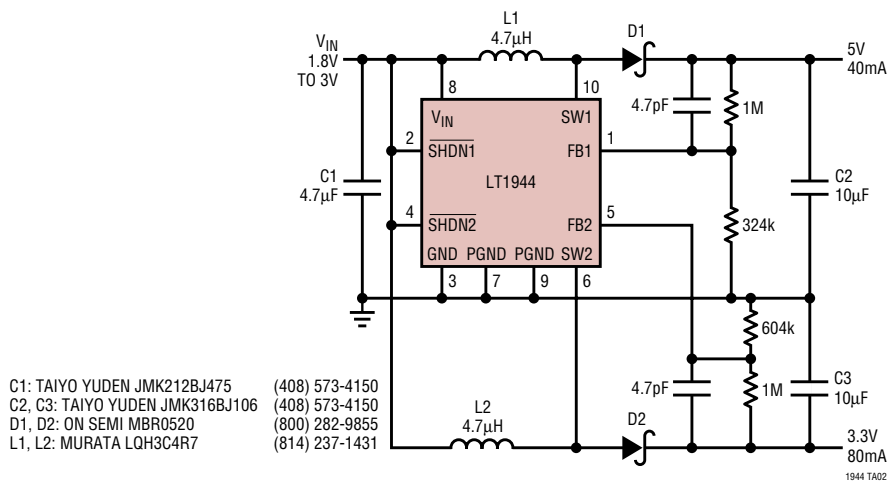 L1
4.7µH
D1
VIN
1.8V
TO 3V
5V
40mA
8
10
4.7pF
1M
VIN
SW1
2
SHDN1
FB1
1
C1
4.7µF
LT1944
C2
10µF
4
SHDN2
FB2
5
324k
GND PGND PGND SW2
3
7
9
6
604k
C1: TAIYO YUDEN JMK212BJ475 (408) 573-4150
C2, C3: TAIYO YUDEN JMK316BJ106 (408) 573-4150
D1, D2: ON SEMI MBR0520 (800) 282-9855
L1, L2: MURATA LQH3C4R7 (814) 237-1431
4.7pF
1M
C3
10µF
L2
4.7µH
D2
3.3V
80mA
1944 TA02